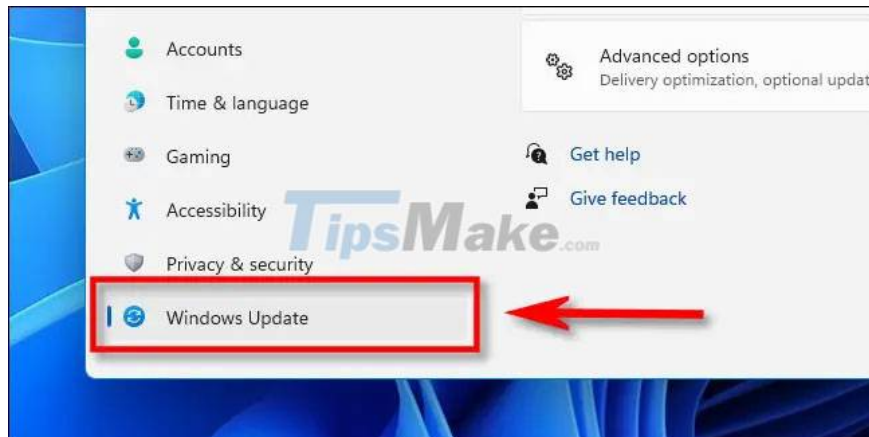 Accounts
Time & language
Gaming
Accessibility
Privacy & security
Windows Update
Advanced options
Delivery optimization, optional updat
Get help
Give feedback
TipsMake.com